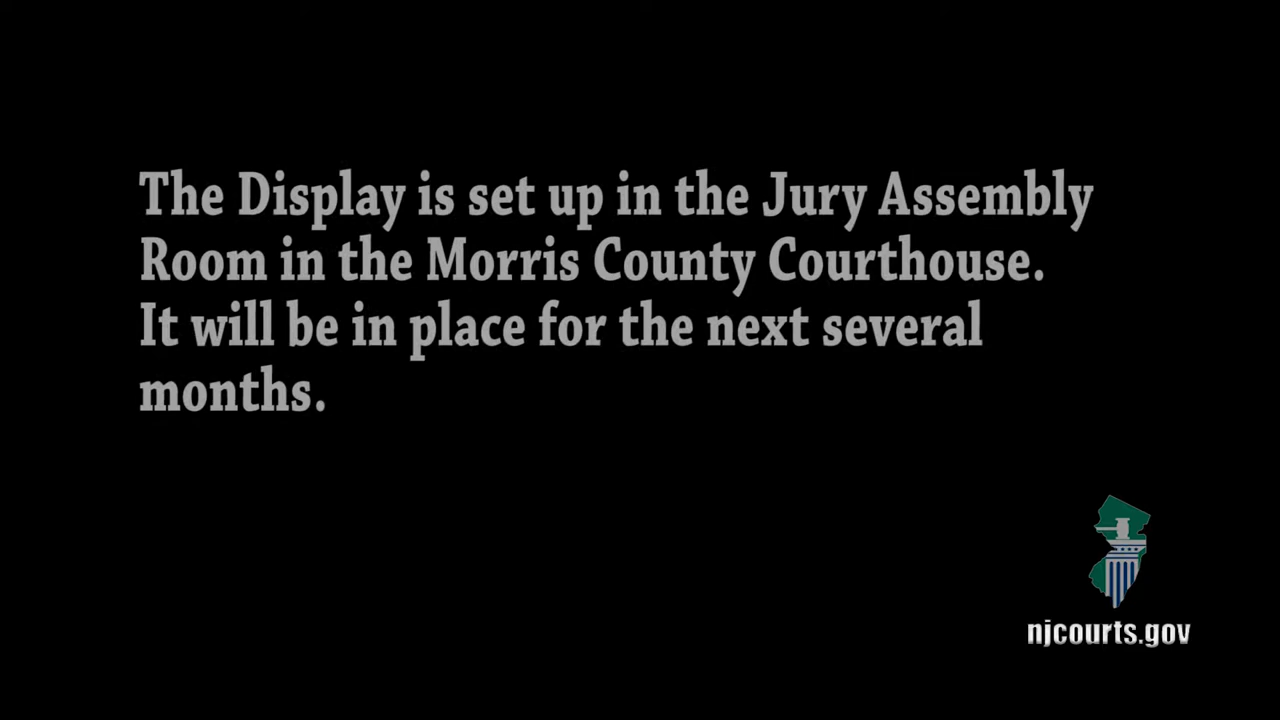 The Display is set up in the Jury Assembly
Room in the Morris County Courthouse.
It will be in place for the next several
months.
njcourts.gov